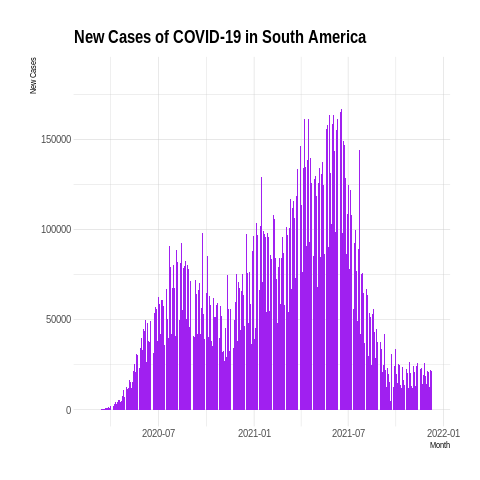 New Cases of COVID-19 in South America
New Cases
150000
100000
50000
0
2020-07 2021-01 2021-07 2022-01
Month